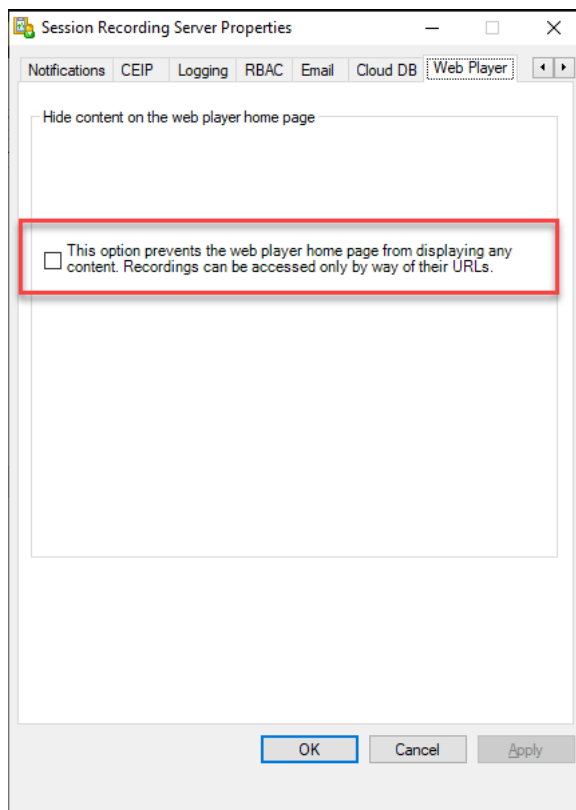 Session Recording Server Properties
Notifications CEIP Logging RBAC Email Cloud DB Web Player
Hide content on the web player home page
This option prevents the web player home page from displaying any
content. Recordings can be accessed only by way of their URLs.
OK Cancel Apply